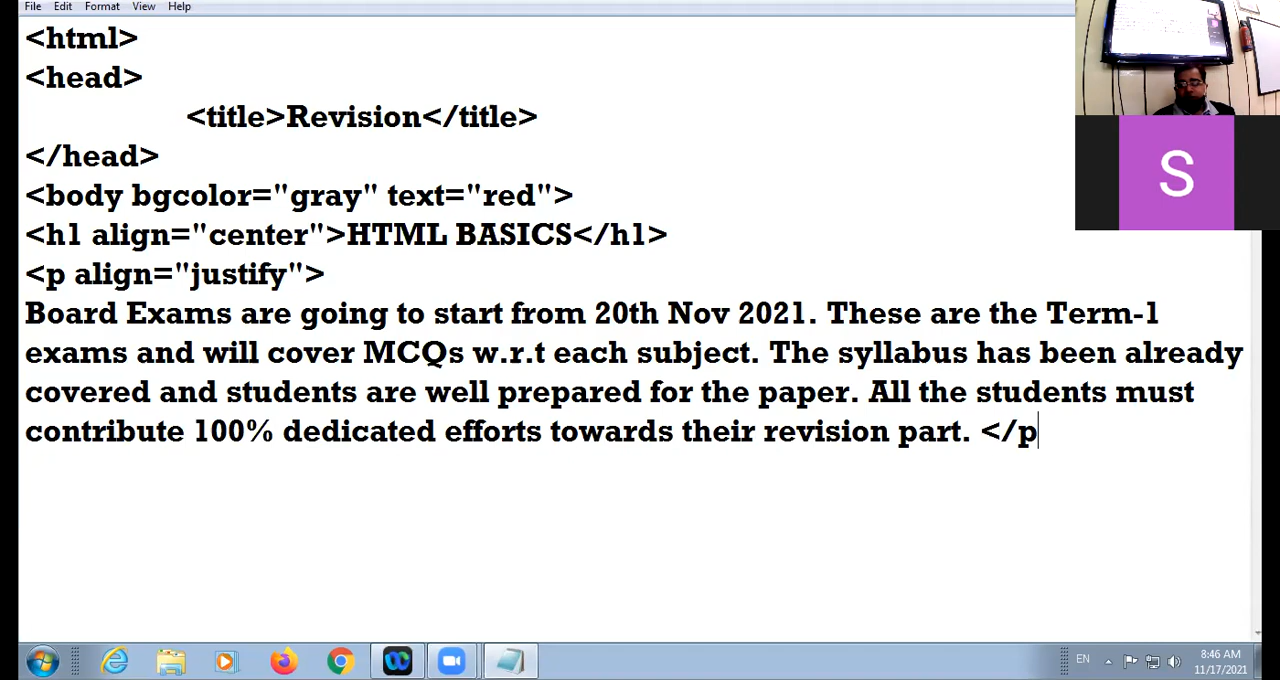 File Edit Format View Help
<html>
<head>
<title>Revision</title>
</head>
<body bgcolor="gray" text="red">
<h1 align="center">HTML BASICS</h1>
<p align="justify">
Board Exams are going to start from 20th Nov 2021. These are the Term-1
exams and will cover MCQs w.r.t each subject. The syllabus has been already
covered and students are well prepared for the paper. All the students must
contribute 100% dedicated efforts towards their revision part. </p
S
EN
8:46 AM
11/17/2021